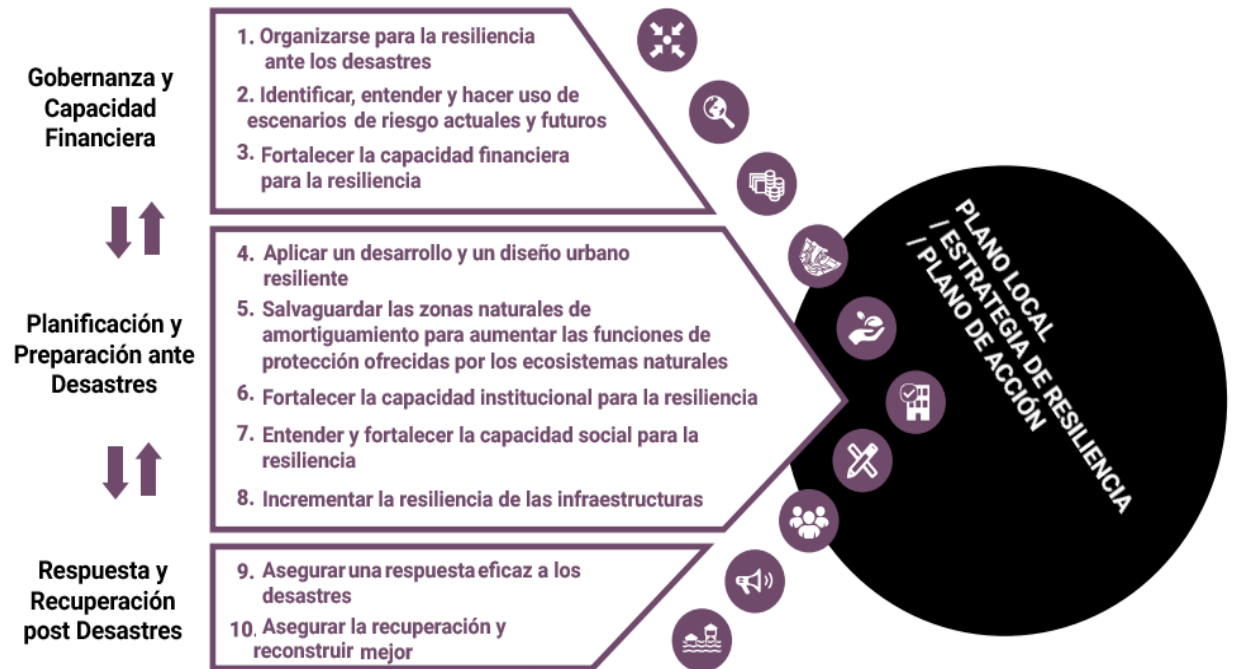 Gobernanza y
Capacidad
Financiera
1. Organizarse para la resiliencia
ante los desastres
2. Identificar, entender y hacer uso de
escenarios de riesgo actuales y futuros
3. Fortalecer la capacidad financiera
para la resiliencia
Planificación y
Preparación ante
Desastres
4. Aplicar un desarrollo y un diseño urbano
resiliente
5. Salvaguardar las zonas naturales de
amortiguamiento para aumentar las funciones de
protección ofrecidas por los ecosistemas naturales
6. Fortalecer la capacidad institucional para la resiliencia
7. Entender y fortalecer la capacidad social para la
resiliencia
8. Incrementar la resiliencia de las infraestructuras
Respuesta y
Recuperación
post Desastres
9. Asegurar una respuesta eficaz a los
desastres
10. Asegurar la recuperación y
reconstruir mejor
PLANO LOCAL
/ ESTRATEGIA DE RESILIENCIA
/ PLANO DE ACCIÓN